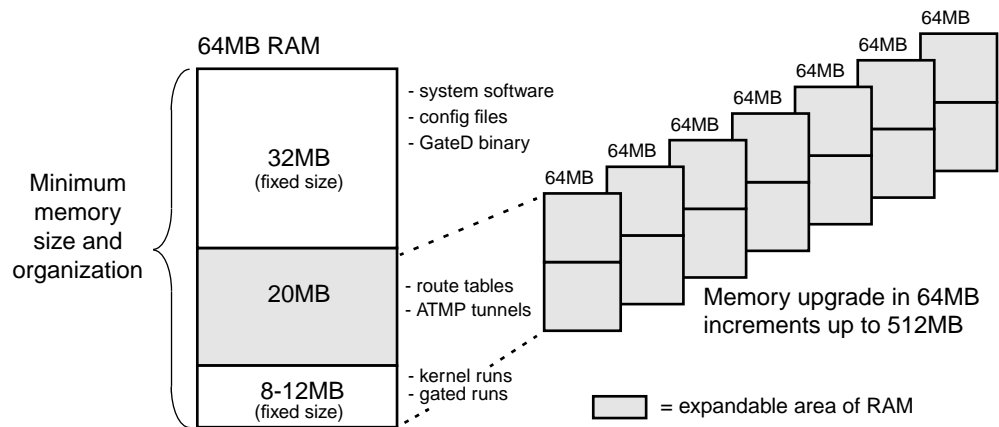 64MB RAM
32MB
(fixed size)
20MB
8-12MB
(fixed size)
Minimum
memory
size and
organization
- system software
- config files
- GateD binary
- route tables
- ATMP tunnels
- kernel runs
- gated runs
64MB
64MB
64MB
64MB
64MB
64MB
64MB
Memory upgrade in 64MB
increments up to 512MB
= expandable area of RAM